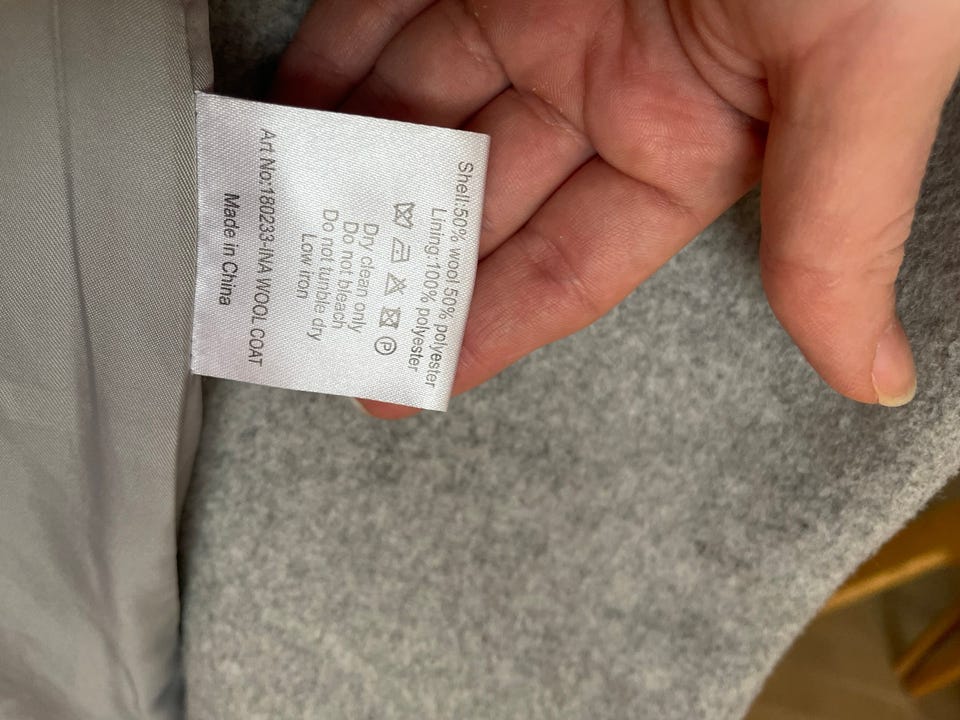 Shell:50% wool 50% polyester
Lining:100% polyester
P
Dry clean only
Do not bleach
Do not tunble dry
Low iron
Art No:180233-INA WOOL COAT
Made in China